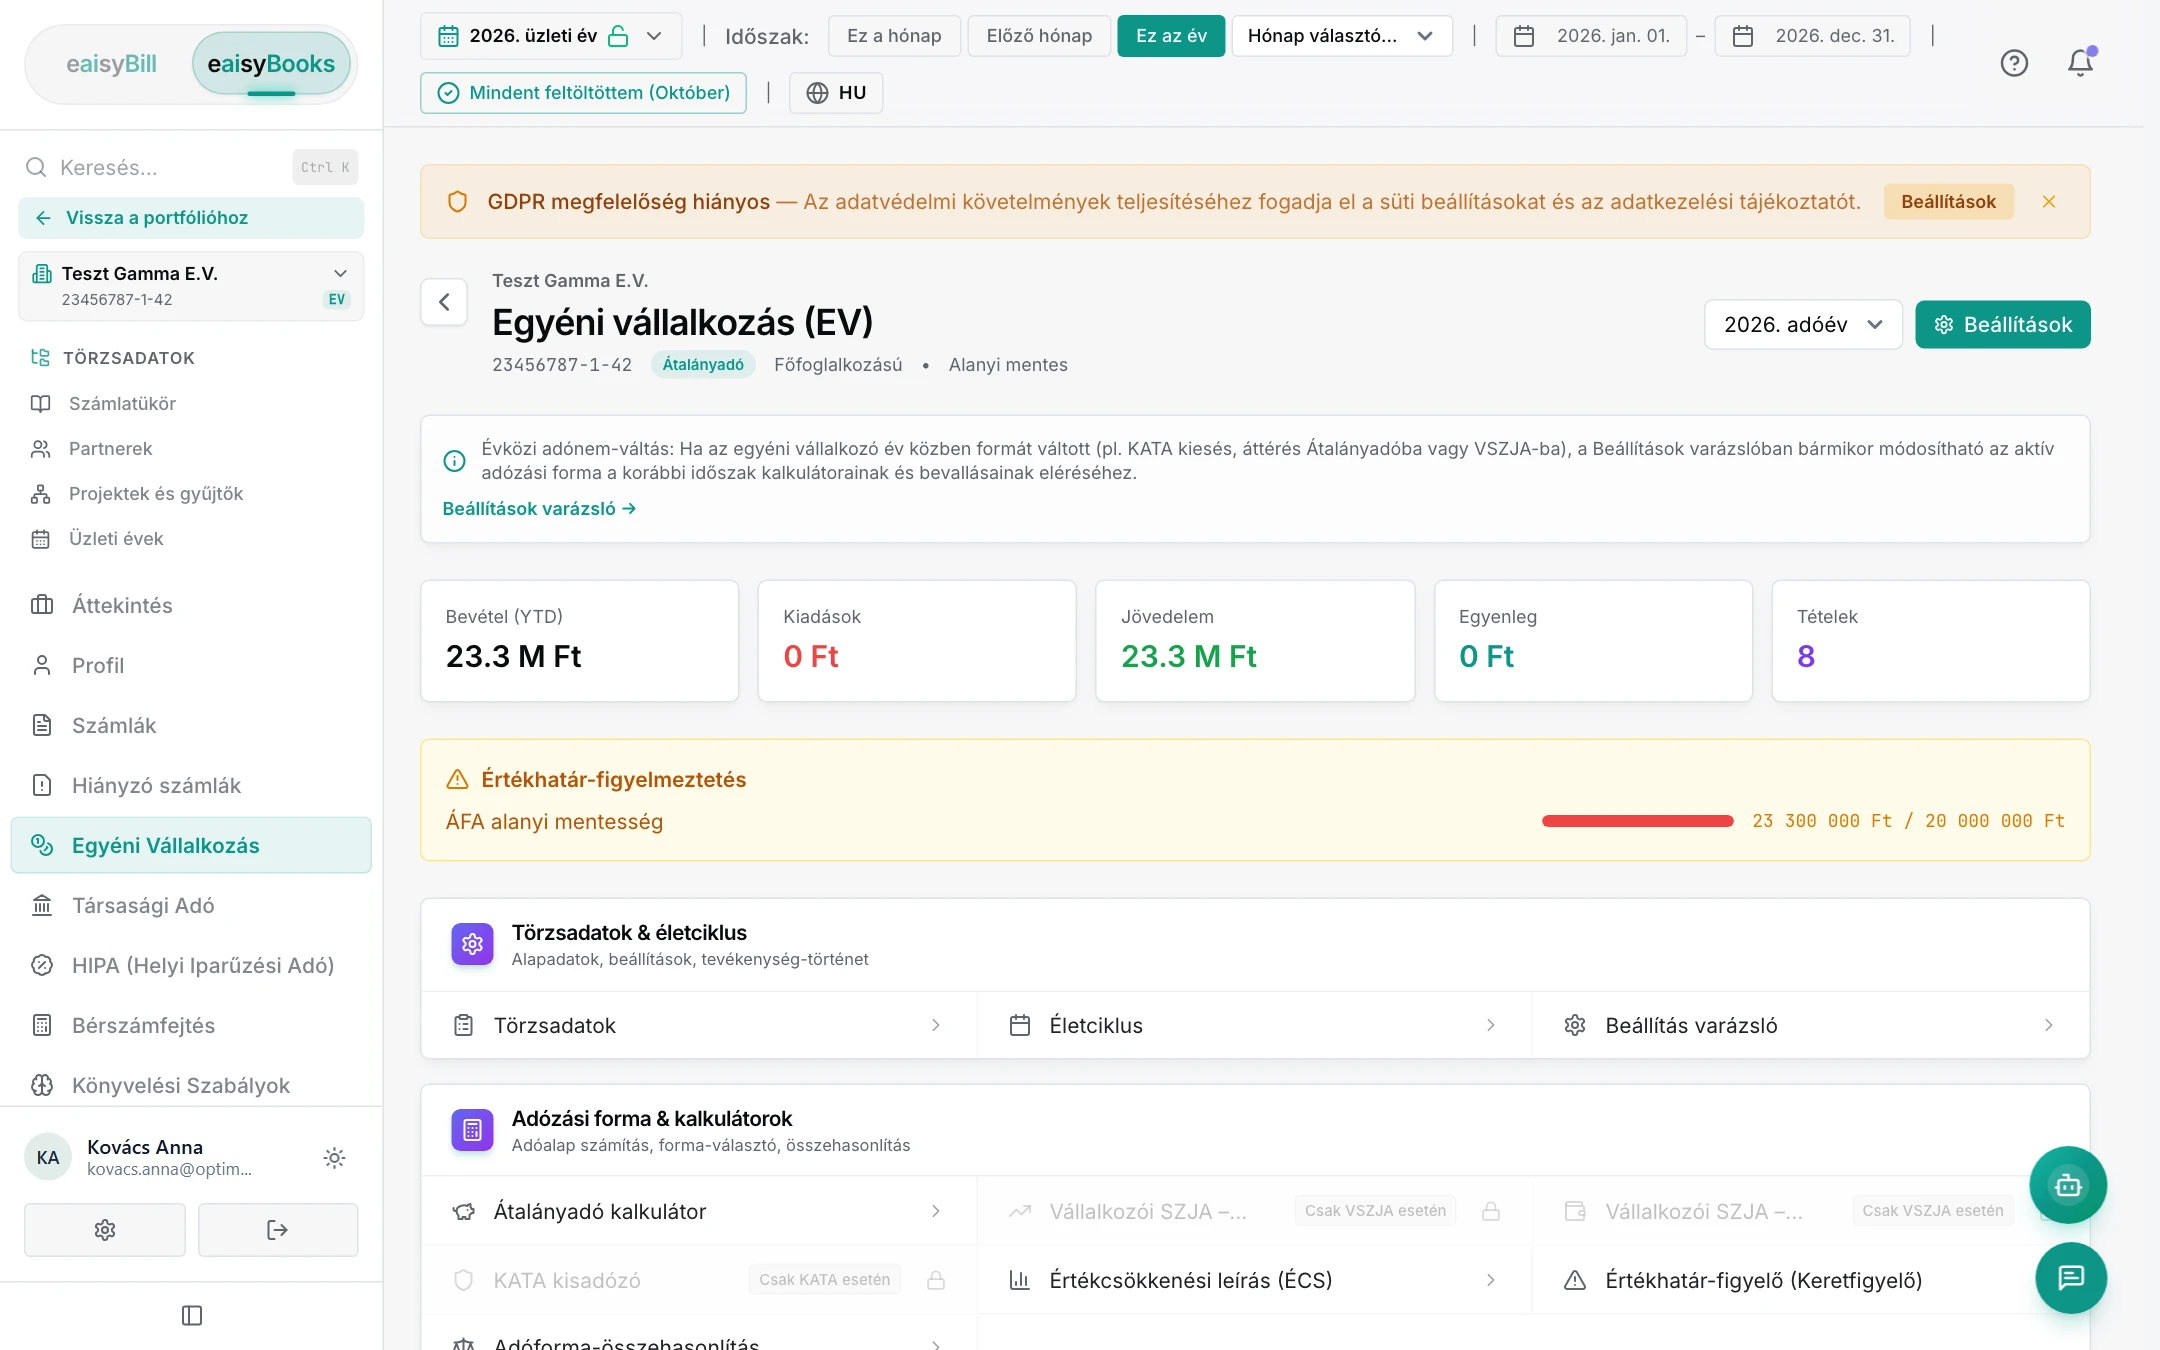 eaisyBill
eaisyBooks
Keresés...
Ctrl K
Vissza a portfólióhoz
Teszt Gamma E.V.
23456787-1-42
EV
TÖRZSADATOK
Számlatükör
Partnerek
Projektek és gyűjtők
Üzleti évek
Áttekintés
Profil
Számlák
Hiányzó számlák
Egyéni Vállalkozás
Társasági Adó
HIPA (Helyi Iparűzési Adó)
Bérszámfejtés
Könyvelési Szabályok
KA
Kovács Anna
kovacs.anna@optim...
2026. üzleti év
Időszak:
Ez a hónap
Előző hónap
Ez az év
Hónap választó...
2026. jan. 01.
–
2026. dec. 31.
Mindent feltöltöttem (Október)
HU
GDPR megfelelőség hiányos — Az adatvédelmi követelmények teljesítéséhez fogadja el a süti beállításokat és az adatkezelési tájékoztatót.
Beállítások
Teszt Gamma E.V.
Egyéni vállalkozás (EV)
23456787-1-42
Átalányadó
Főfoglalkozású • Alanyi mentes
2026. adóév
Beállítások
Évközi adónem-váltás: Ha az egyéni vállalkozó év közben formát váltott (pl. KATA kiesés, áttérés Átalányadóba vagy VSZJA-ba), a Beállítások varázslóban bármikor módosítható az aktív
adózási forma a korábbi időszak kalkulátorainak és bevallásainak eléréséhez.
Beállítások varázsló →
Bevétel (YTD)
23.3 M Ft
Kiadások
0 Ft
Jövedelem
23.3 M Ft
Egyenleg
0 Ft
Tételek
8
Értékhatár-figyelmeztetés
ÁFA alanyi mentesség
23 300 000 Ft / 20 000 000 Ft
Törzsadatok & életciklus
Alapadatok, beállítások, tevékenység-történet
Törzsadatok
Életciklus
Beállítás varázsló
Adózási forma & kalkulátorok
Adóalap számítás, forma-választó, összehasonlítás
Átalányadó kalkulátor
Vállalkozói SZJA –...
Csak VSZJA esetén
Vállalkozói SZJA –...
Csak VSZJA esetén
KATA kisadózó
Csak KATA esetén
Értékcsökkenési leírás (ÉCS)
Értékhatár-figyelő (Keretfigyelő)
Adóforma-összehasonlítás